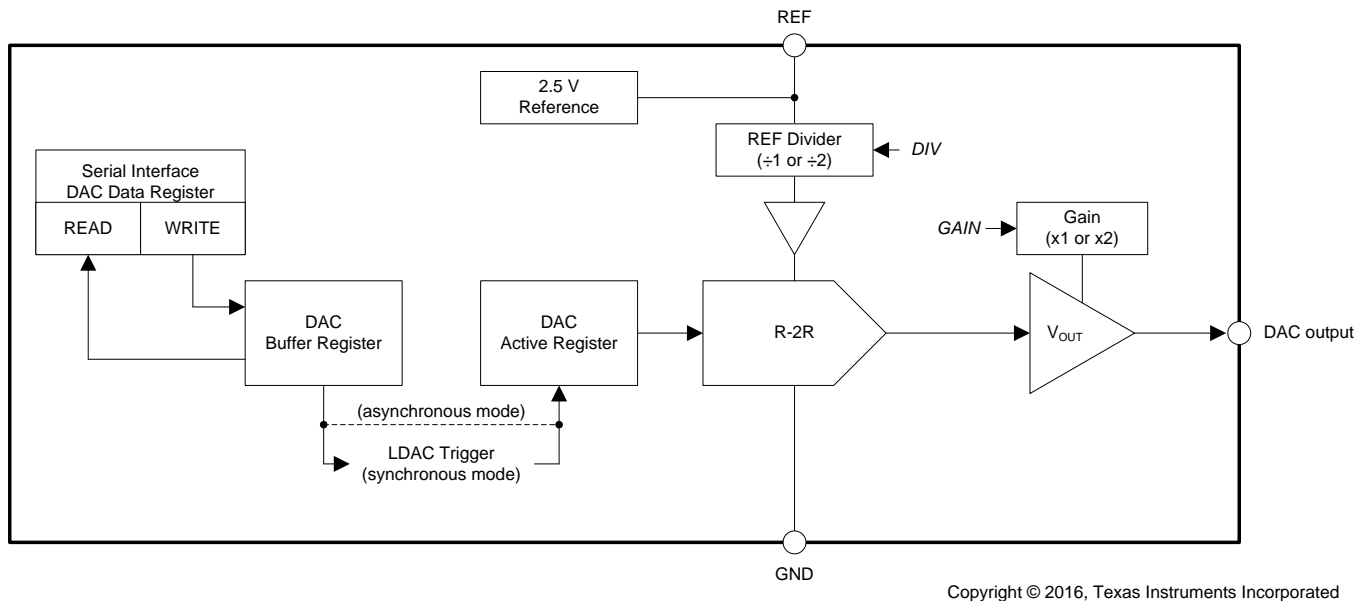 REF
2.5 V
Reference
REF Divider
(÷1 or ÷2)
DIV
Serial Interface
DAC Data Register
READ
WRITE
GAIN
Gain
(x1 or x2)
DAC
Buffer Register
DAC
Active Register
R-2R
VOUT
DAC output
(asynchronous mode)
LDAC Trigger
(synchronous mode)
GND
Copyright © 2016, Texas Instruments Incorporated